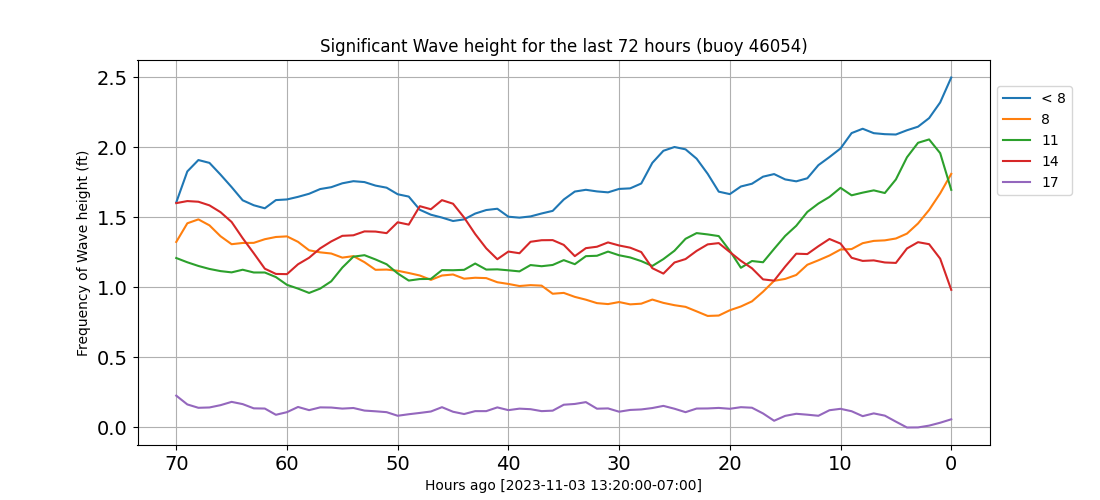 Significant Wave height for the last 72 hours (buoy 46054)
Frequency of Wave height (ft)
2.5
2.0
1.5
1.0
0.5
0.0
70 60 50 40 30 20 10 0
Hours ago [2023-11-03 13:20:00-07:00]
< 8
8
11
14
17